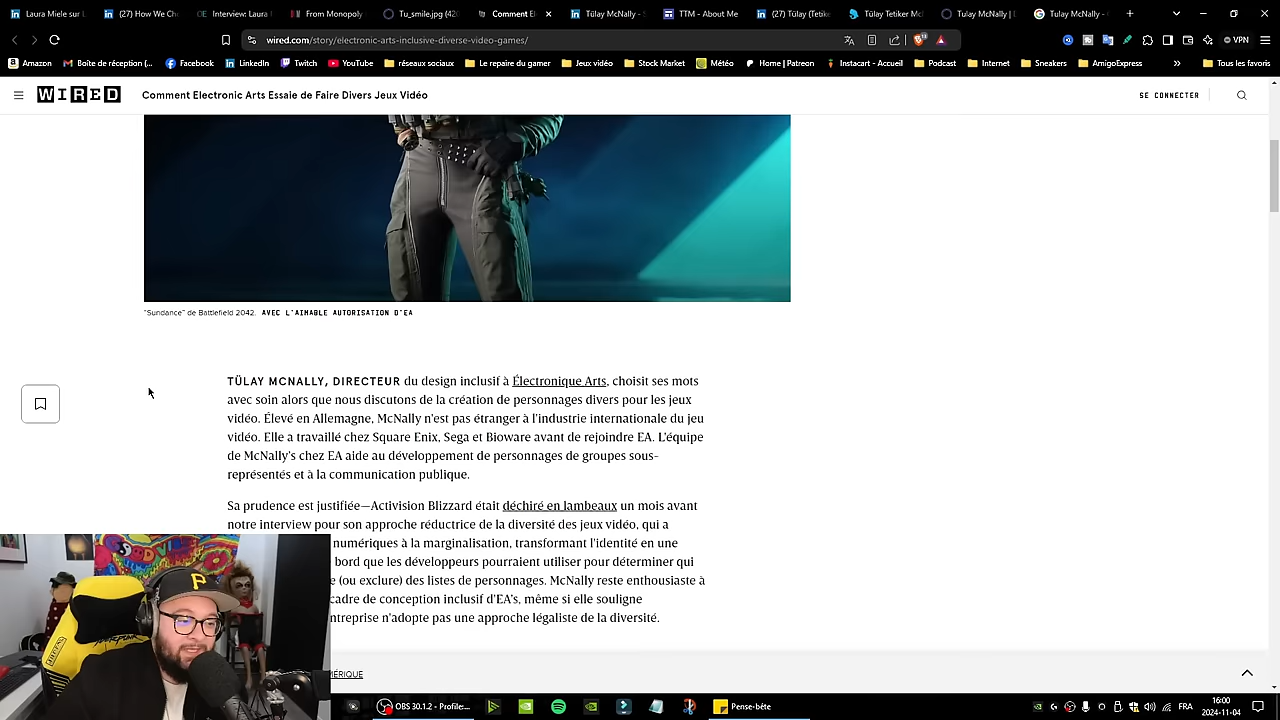 Laura Miele sur l
(27) How We Ch
Interview: Laura I
From Monopoly
Tu_smile.jpg (42
Comment El
Tülay McNally - S
TTM - About Me
(27) Tülay (Tetike
Tülay Tetiker McN
Tulay McNally | D
Tulay McNally -
wired.com/story/electronic-arts-inclusive-diverse-video-games/
VPN
Amazon
Boîte de réception (...
Facebook
LinkedIn
Twitch
YouTube
réseaux sociaux
Le repaire du gamer
Jeux vidéo
Stock Market
Météo
Home | Patreon
Instacart - Accueil
Podcast
Internet
Sneakers
AmigoExpress
Tous les favoris
WIRED
Comment Electronic Arts Essaie de Faire Divers Jeux Vidéo
SE CONNECTER
"Sundance" de Battlefield 2042. AVEC L'AIMABLE AUTORISATION D'EA
TÜLAY MCNALLY, DIRECTEUR du design inclusif à Électronique Arts, choisit ses mots
avec soin alors que nous discutons de la création de personnages divers pour les jeux
vidéo. Élevé en Allemagne, McNally n'est pas étranger à l'industrie internationale du jeu
vidéo. Elle a travaillé chez Square Enix, Sega et Bioware avant de rejoindre EA. L'équipe
de McNally's chez EA aide au développement de personnages de groupes sous-
représentés et à la communication publique.
Sa prudence est justifiée—Activision Blizzard était déchiré en lambeaux un mois avant
notre interview pour son approche réductrice de la diversité des jeux vidéo, qui a
numériques à la marginalisation, transformant l'identité en une
bord que les développeurs pourraient utiliser pour déterminer qui
e (ou exclure) des listes de personnages. McNally reste enthousiaste à
cadre de conception inclusif d'EA's, même si elle souligne
ntreprise n'adopte pas une approche légaliste de la diversité.
MÉRIQUE
P
OBS 30.1.2 - Profile:...
Pense-bête
FRA
16:00
2024-11-04